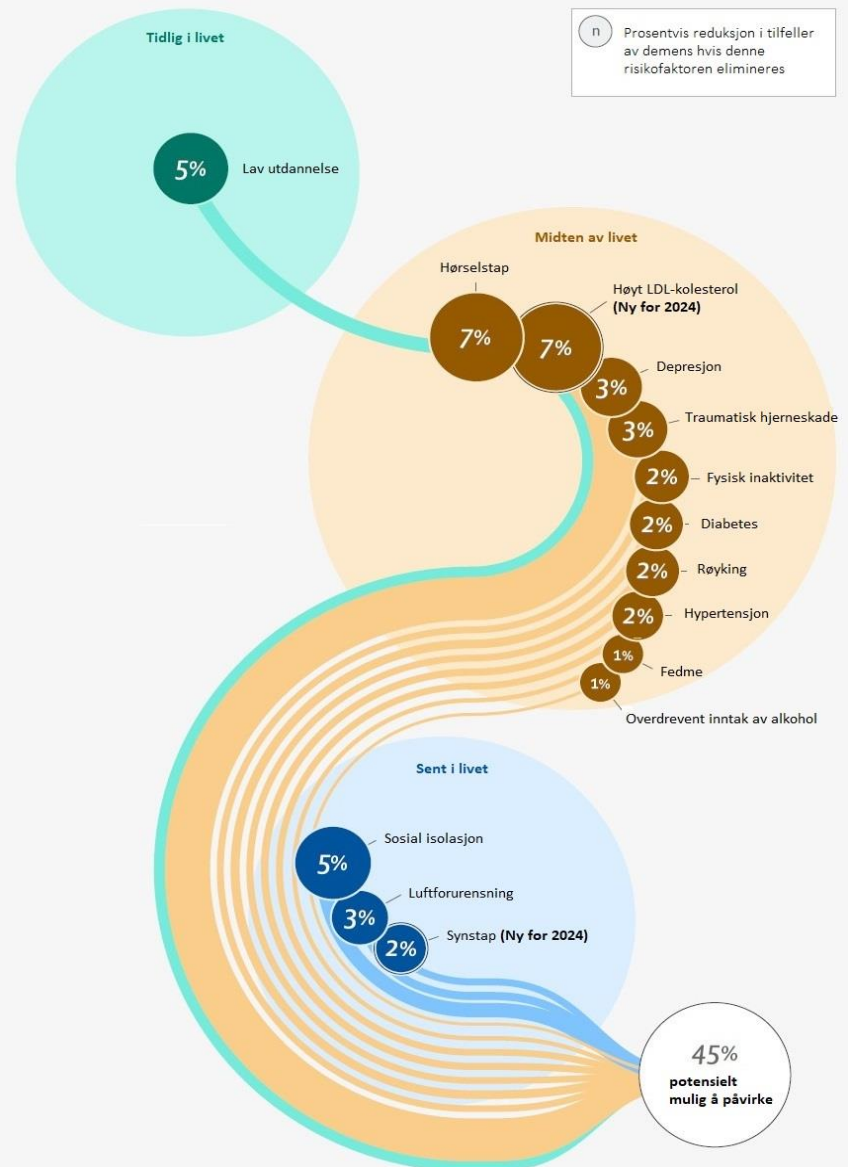 Tidlig i livet
n
Prosentvis reduksjon i tilfeller
av demens hvis denne
risikofaktoren elimineres
5%
Lav utdannelse
Midten av livet
Hørselstap
7%
Høyt LDL-kolesterol
(Ny for 2024)
7%
Depresjon
3%
Traumatisk hjerneskade
3%
Fysisk inaktivitet
2%
Diabetes
2%
Røyking
2%
Hypertensjon
2%
Fedme
1%
Overdrevent inntak av alkohol
1%
Sent i livet
Sosial isolasjon
5%
Luftforurensning
3%
Synstap (Ny for 2024)
2%
45%
potensielt
mulig å påvirke